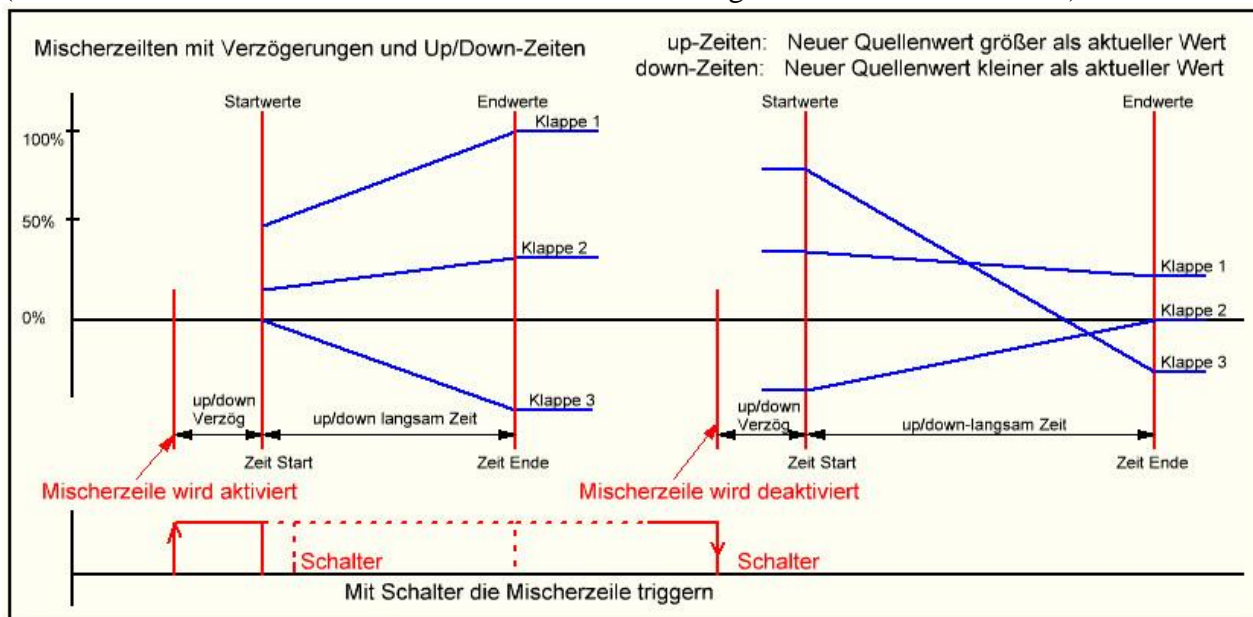 Mischerzeilten mit Verzögerungen und Up/Down-Zeiten
up-Zeiten: Neuer Quellenwert größer als aktueller Wert
down-Zeiten: Neuer Quellenwert kleiner als aktueller Wert
Startwerte
Endwerte
Startwerte
Endwerte
100%
50%
0%
Klappe 1
Klappe 2
Klappe 3
Klappe 1
Klappe 2
Klappe 3
up/down
Verzög
up/down langsam Zeit
up/down
Verzög
up/down-langsam Zeit
Zeit Start
Zeit Ende
Zeit Start
Zeit Ende
Mischerzeile wird aktiviert
Mischerzeile wird deaktiviert
Schalter
Schalter
Mit Schalter die Mischerzeile triggern